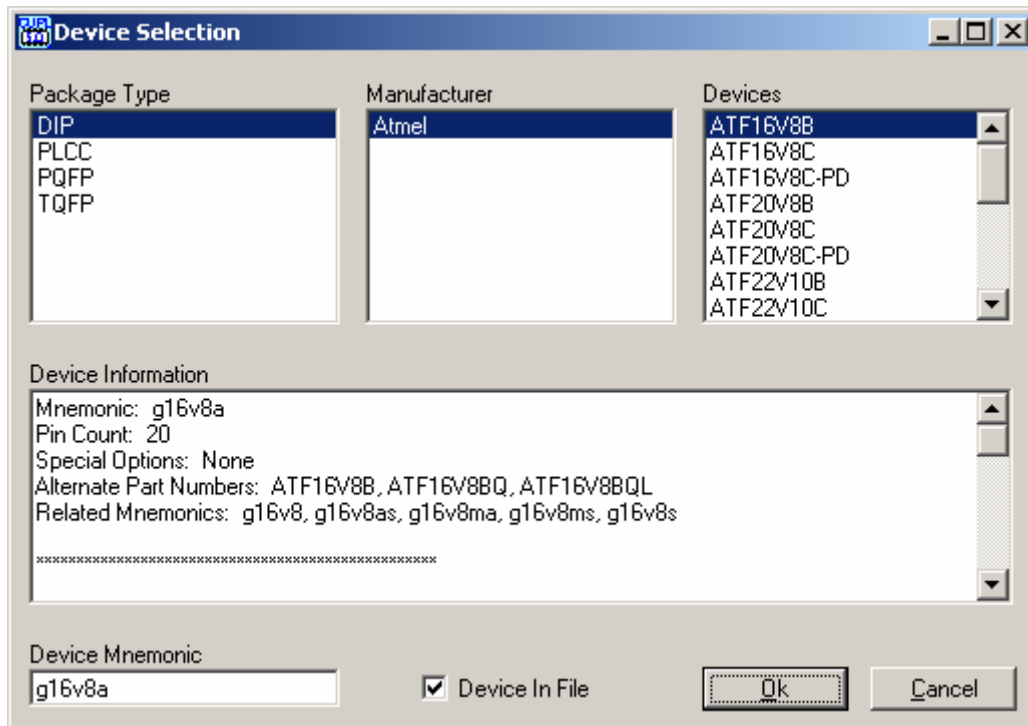 Device Selection
Package Type
Manufacturer
Devices
DIP
PLCC
PQFP
TQFP
Atmel
ATF16V8B
ATF16V8C
ATF16V8C-PD
ATF20V8B
ATF20V8C
ATF20V8C-PD
ATF22V10B
ATF22V10C
Device Information
Mnemonic: g16v8a
Pin Count: 20
Special Options: None
Alternate Part Numbers: ATF16V8B, ATF16V8BQ, ATF16V8BQL
Related Mnemonics: g16v8, g16v8as, g16v8ma, g16v8ms, g16v8s
**************************************************
Device Mnemonic
g16v8a
Device In File
Ok
Cancel